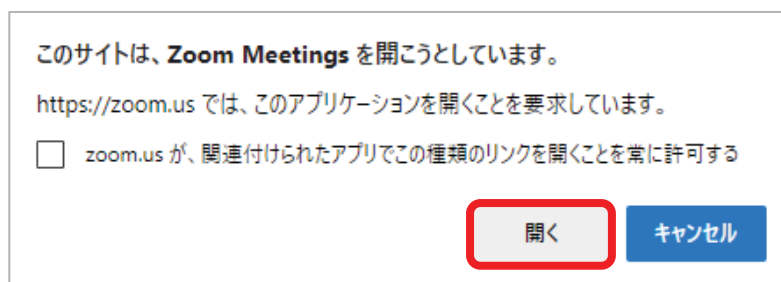 このサイトは、Zoom Meetings を開こうとしています。
https://zoom.us では、このアプリケーションを開くことを要求しています。
zoom.us が、関連付けられたアプリでこの種類のリンクを開くことを常に許可する
開く
キャンセル